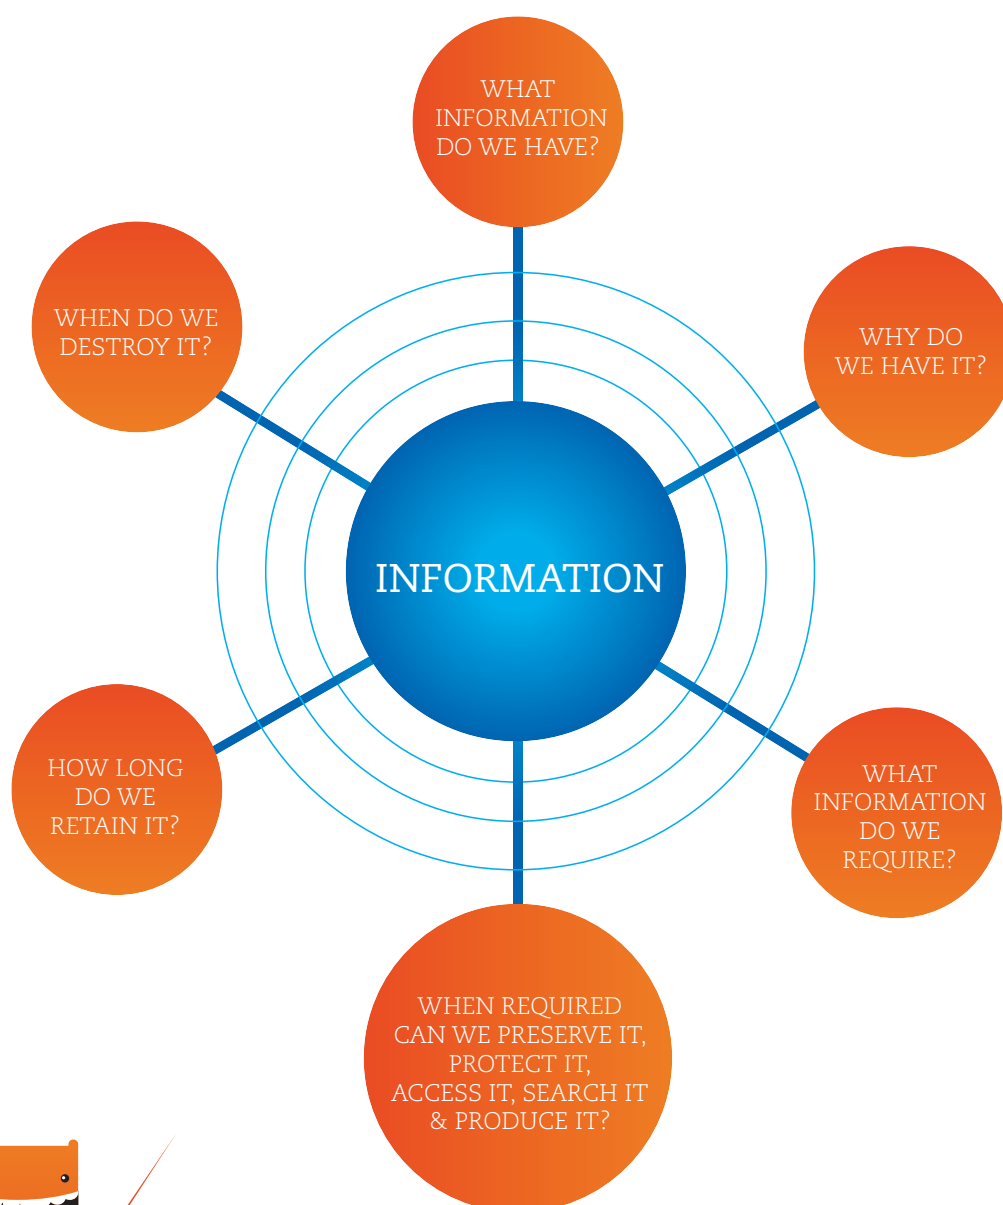 WHAT
INFORMATION
DO WE HAVE?
WHEN DO WE
DESTROY IT?
WHY DO
WE HAVE IT?
INFORMATION
HOW LONG
DO WE
RETAIN IT?
WHAT
INFORMATION
DO WE
REQUIRE?
WHEN REQUIRED
CAN WE PRESERVE IT,
PROTECT IT,
ACCESS IT, SEARCH IT
& PRODUCE IT?